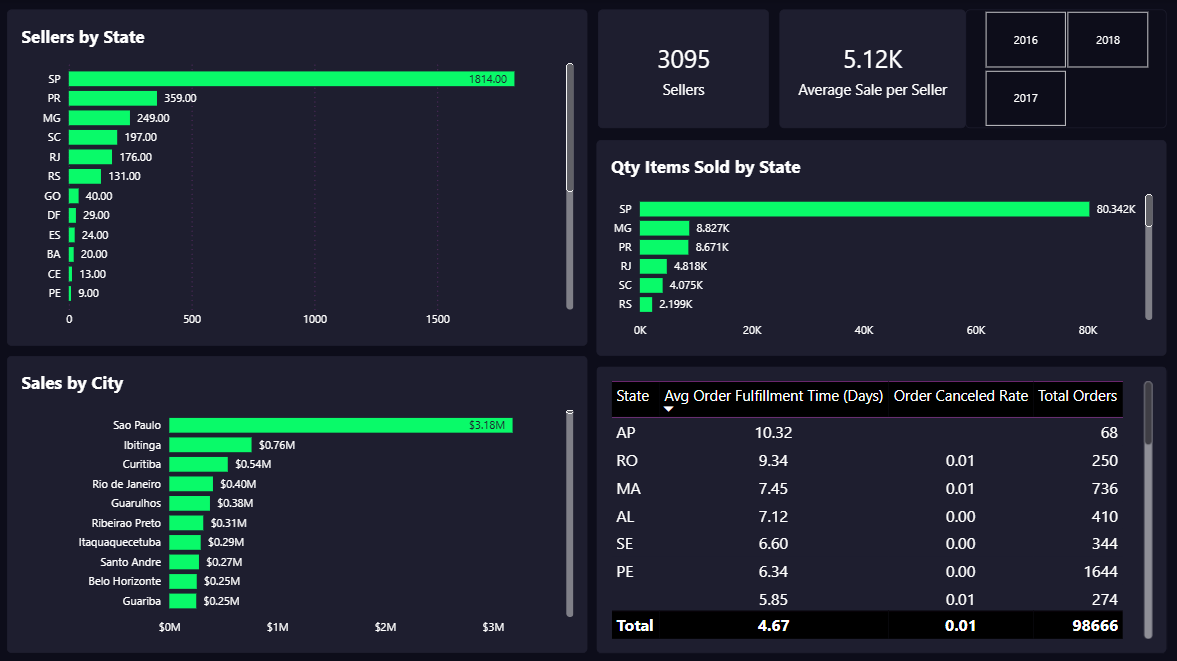 Sellers by State
SP 1814.00
PR 359.00
MG 249.00
SC 197.00
RJ 176.00
RS 131.00
GO 40.00
DF 29.00
ES 24.00
BA 20.00
CE 13.00
PE 9.00
0 500 1000 1500
3095
Sellers
5.12K
Average Sale per Seller
2016 2018
2017
Qty Items Sold by State
SP 80.342K
MG 8.827K
PR 8.671K
RJ 4.818K
SC 4.075K
RS 2.199K
0K 20K 40K 60K 80K
Sales by City
Sao Paulo $3.18M
Ibitinga $0.76M
Curitiba $0.54M
Rio de Janeiro $0.40M
Guarulhos $0.38M
Ribeirao Preto $0.31M
Itaquaquecetuba $0.29M
Santo Andre $0.27M
Belo Horizonte $0.25M
Guariba $0.25M
$0M $1M $2M $3M
State Avg Order Fulfillment Time (Days) Order Canceled Rate Total Orders
AP 10.32 68
RO 9.34 0.01 250
MA 7.45 0.01 736
AL 7.12 0.00 410
SE 6.60 0.00 344
PE 6.34 0.00 1644
5.85 0.01 274
Total 4.67 0.01 98666